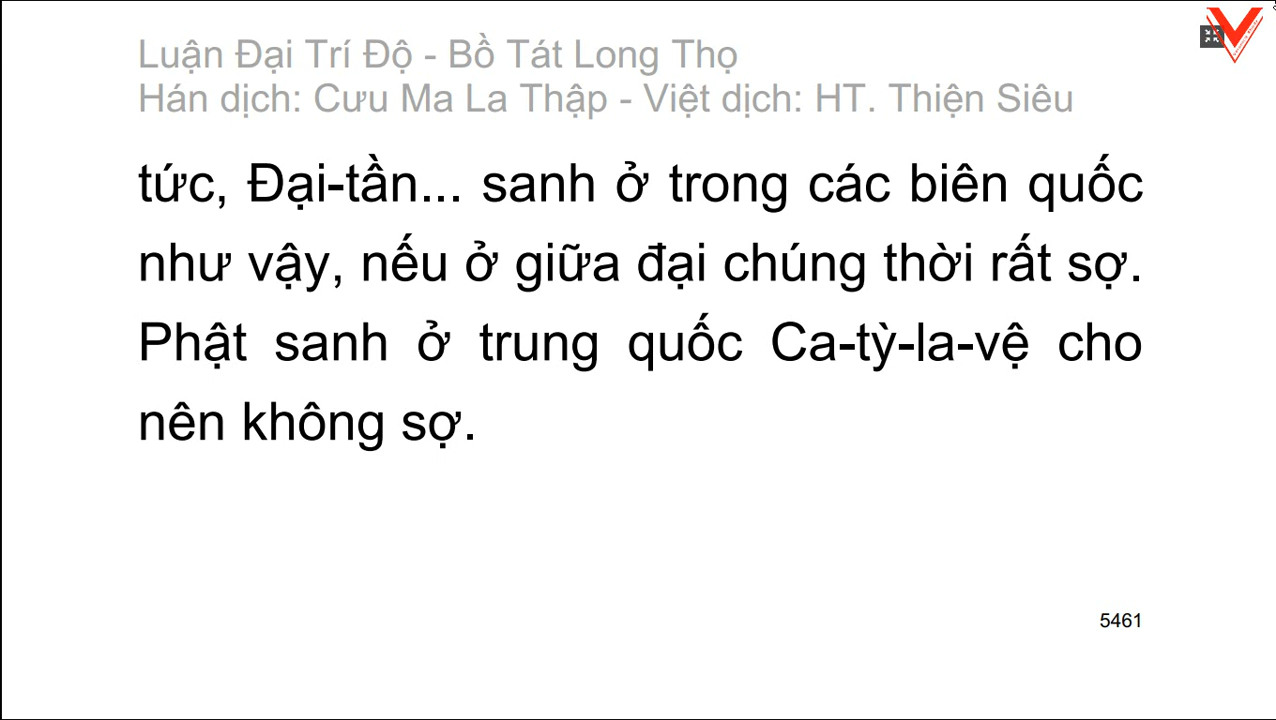 Luận Đại Trí Độ - Bồ Tát Long Thọ
Hán dịch: Cưu Ma La Thập - Việt dịch: HT. Thiện Siêu
tức, Đại-tần... sanh ở trong các biên quốc
như vậy, nếu ở giữa đại chúng thời rất sợ.
Phật sanh ở trung quốc Ca-tỳ-la-vệ cho
nên không sợ.
5461